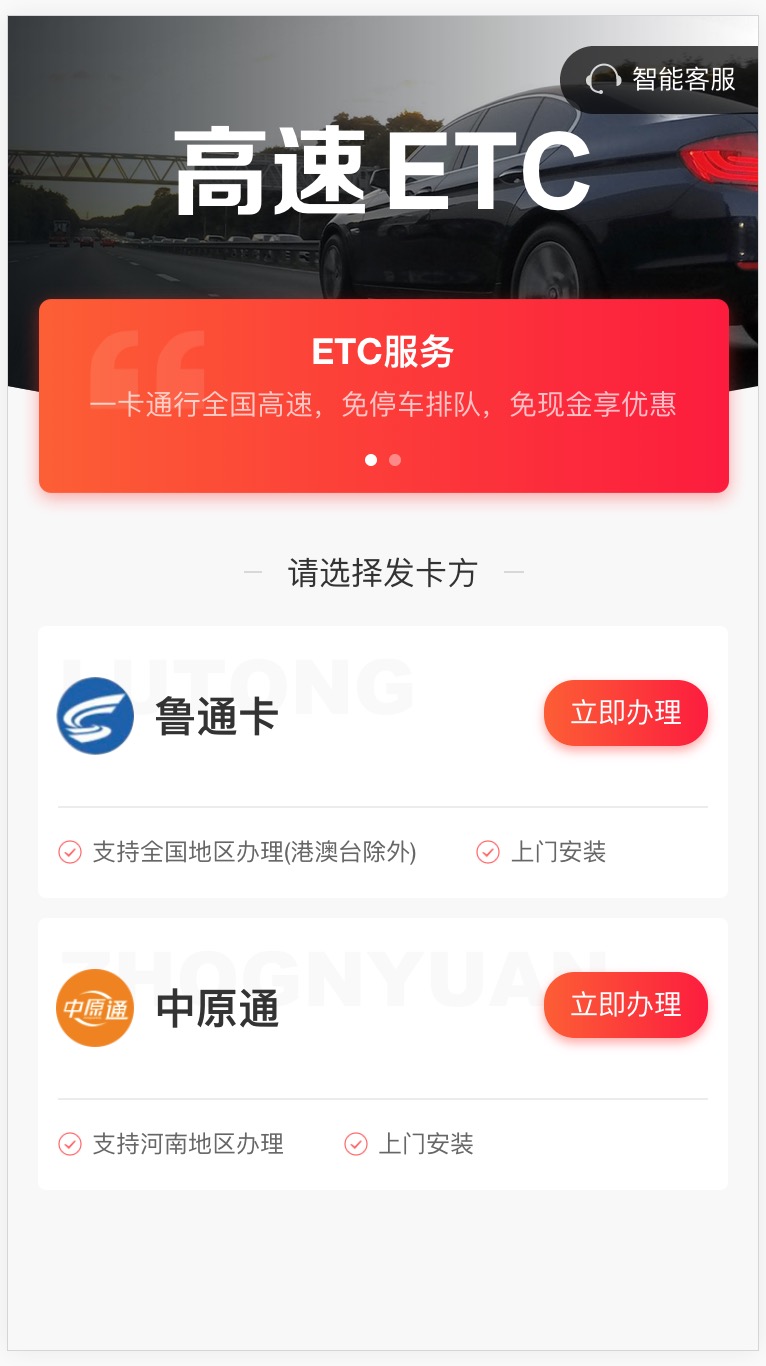 智能客服
高速ETC
ETC服务
一卡通行全国高速，免停车排队，免现金享优惠
请选择发卡方
LUTONG
鲁通卡
立即办理
支持全国地区办理(港澳台除外)
上门安装
ZHOGNYUAN
中原通
中原通
立即办理
支持河南地区办理
上门安装